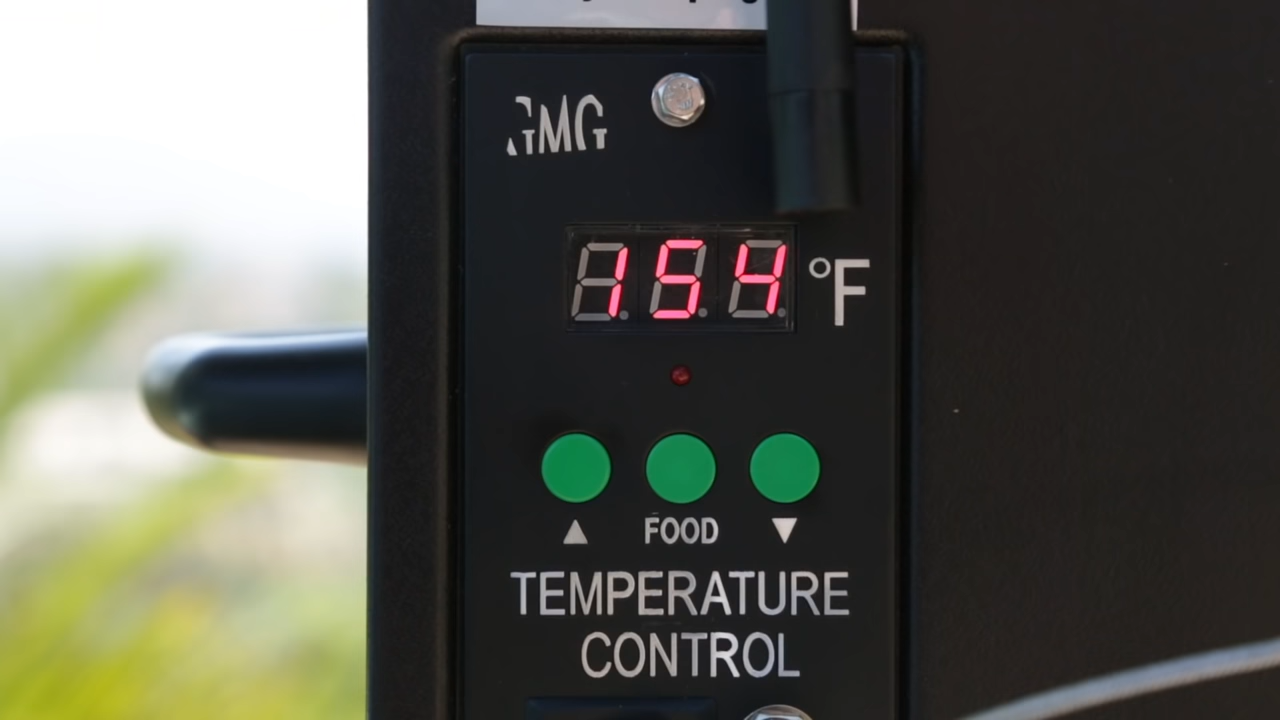 GMG
154 °F
▲ FOOD ▼
TEMPERATURE
CONTROL